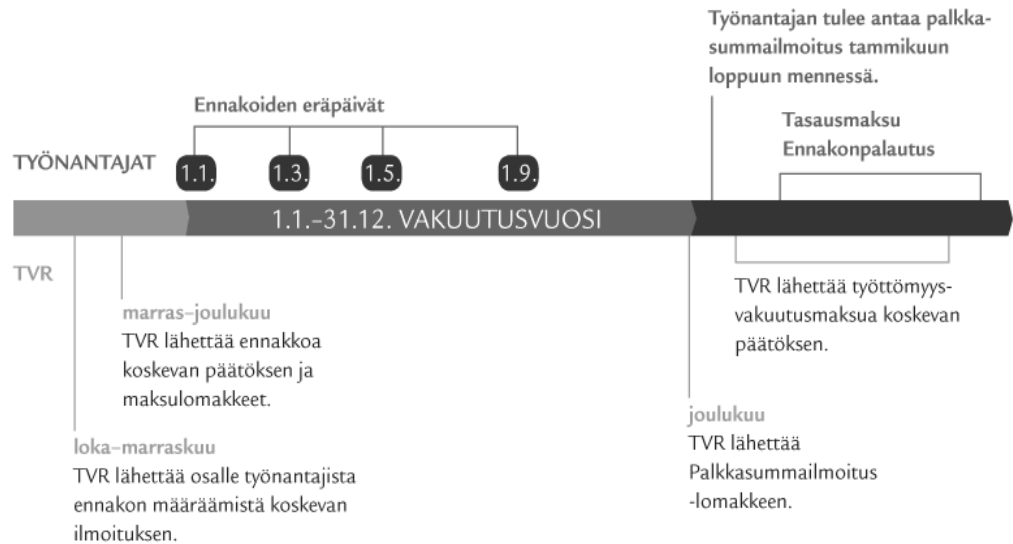 Työnantajan tulee antaa palkka-
summailmoitus tammikuun
loppuun mennessä.
Ennakoiden eräpäivät
Tasausmaksu
Ennakonpalautus
TYÖNANTAJAT
1.1.
1.3.
1.5.
1.9.
1.1.–31.12. VAKUUTUSVUOSI
TVR
marras–joulukuu
TVR lähettää ennakkoa
koskevan päätöksen ja
maksulomakkeet.
loka–marraskuu
TVR lähettää osalle työnantajista
ennakon määräämistä koskevan
ilmoituksen.
TVR lähettää työttömyys-
vakuutusmaksua koskevan
päätöksen.
joulukuu
TVR lähettää
Palkkasummailmoitus
-lomakkeen.